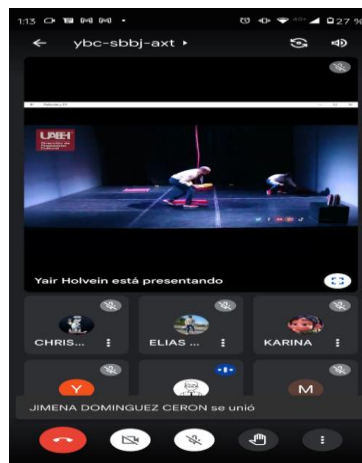 1:13
27 %
ybc-sbbj-axt
UAEH
Yair Holvein está presentando
CHRIS...
ELIAS ...
KARINA
Y
M
JIMENA DOMINGUEZ CERON se unió